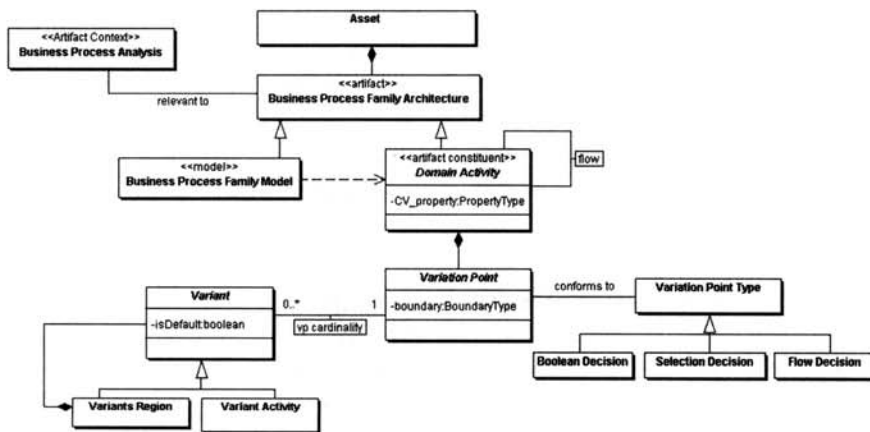 Asset
<<Artifact Context>>
Business Process Analysis
<<artifact>>
Business Process Family Architecture
relevant to
<<model>>
Business Process Family Model
<<artifact constituent>>
Domain Activity
flow
-CV_property:PropertyType
Variation Point
-boundary:BoundaryType
conforms to
Variation Point Type
Variant
-isDefault:boolean
0..*
1
vp cardinality
Boolean Decision
Selection Decision
Flow Decision
Variants Region
Variant Activity